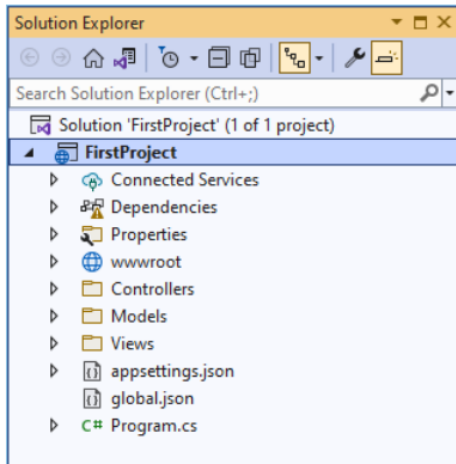 Solution Explorer
Search Solution Explorer (Ctrl+;)
Solution 'FirstProject' (1 of 1 project)
FirstProject
Connected Services
Dependencies
Properties
wwwroot
Controllers
Models
Views
appsettings.json
global.json
C# Program.cs